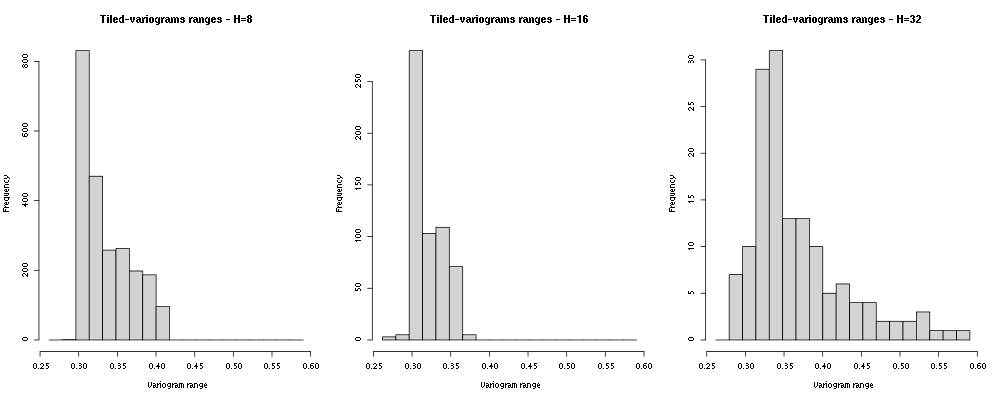 Tiled-variograms ranges - H=8
Frequency
0
200
400
600
800
0.25 0.30 0.35 0.40 0.45 0.50 0.55 0.60
Variogram range
Tiled-variograms ranges - H=16
Frequency
0
50
100
150
250
0.25 0.30 0.35 0.40 0.45 0.50 0.55 0.60
Variogram range
Tiled-variograms ranges - H=32
Frequency
0
5
10
15
20
25
30
0.25 0.30 0.35 0.40 0.45 0.50 0.55 0.60
Variogram range